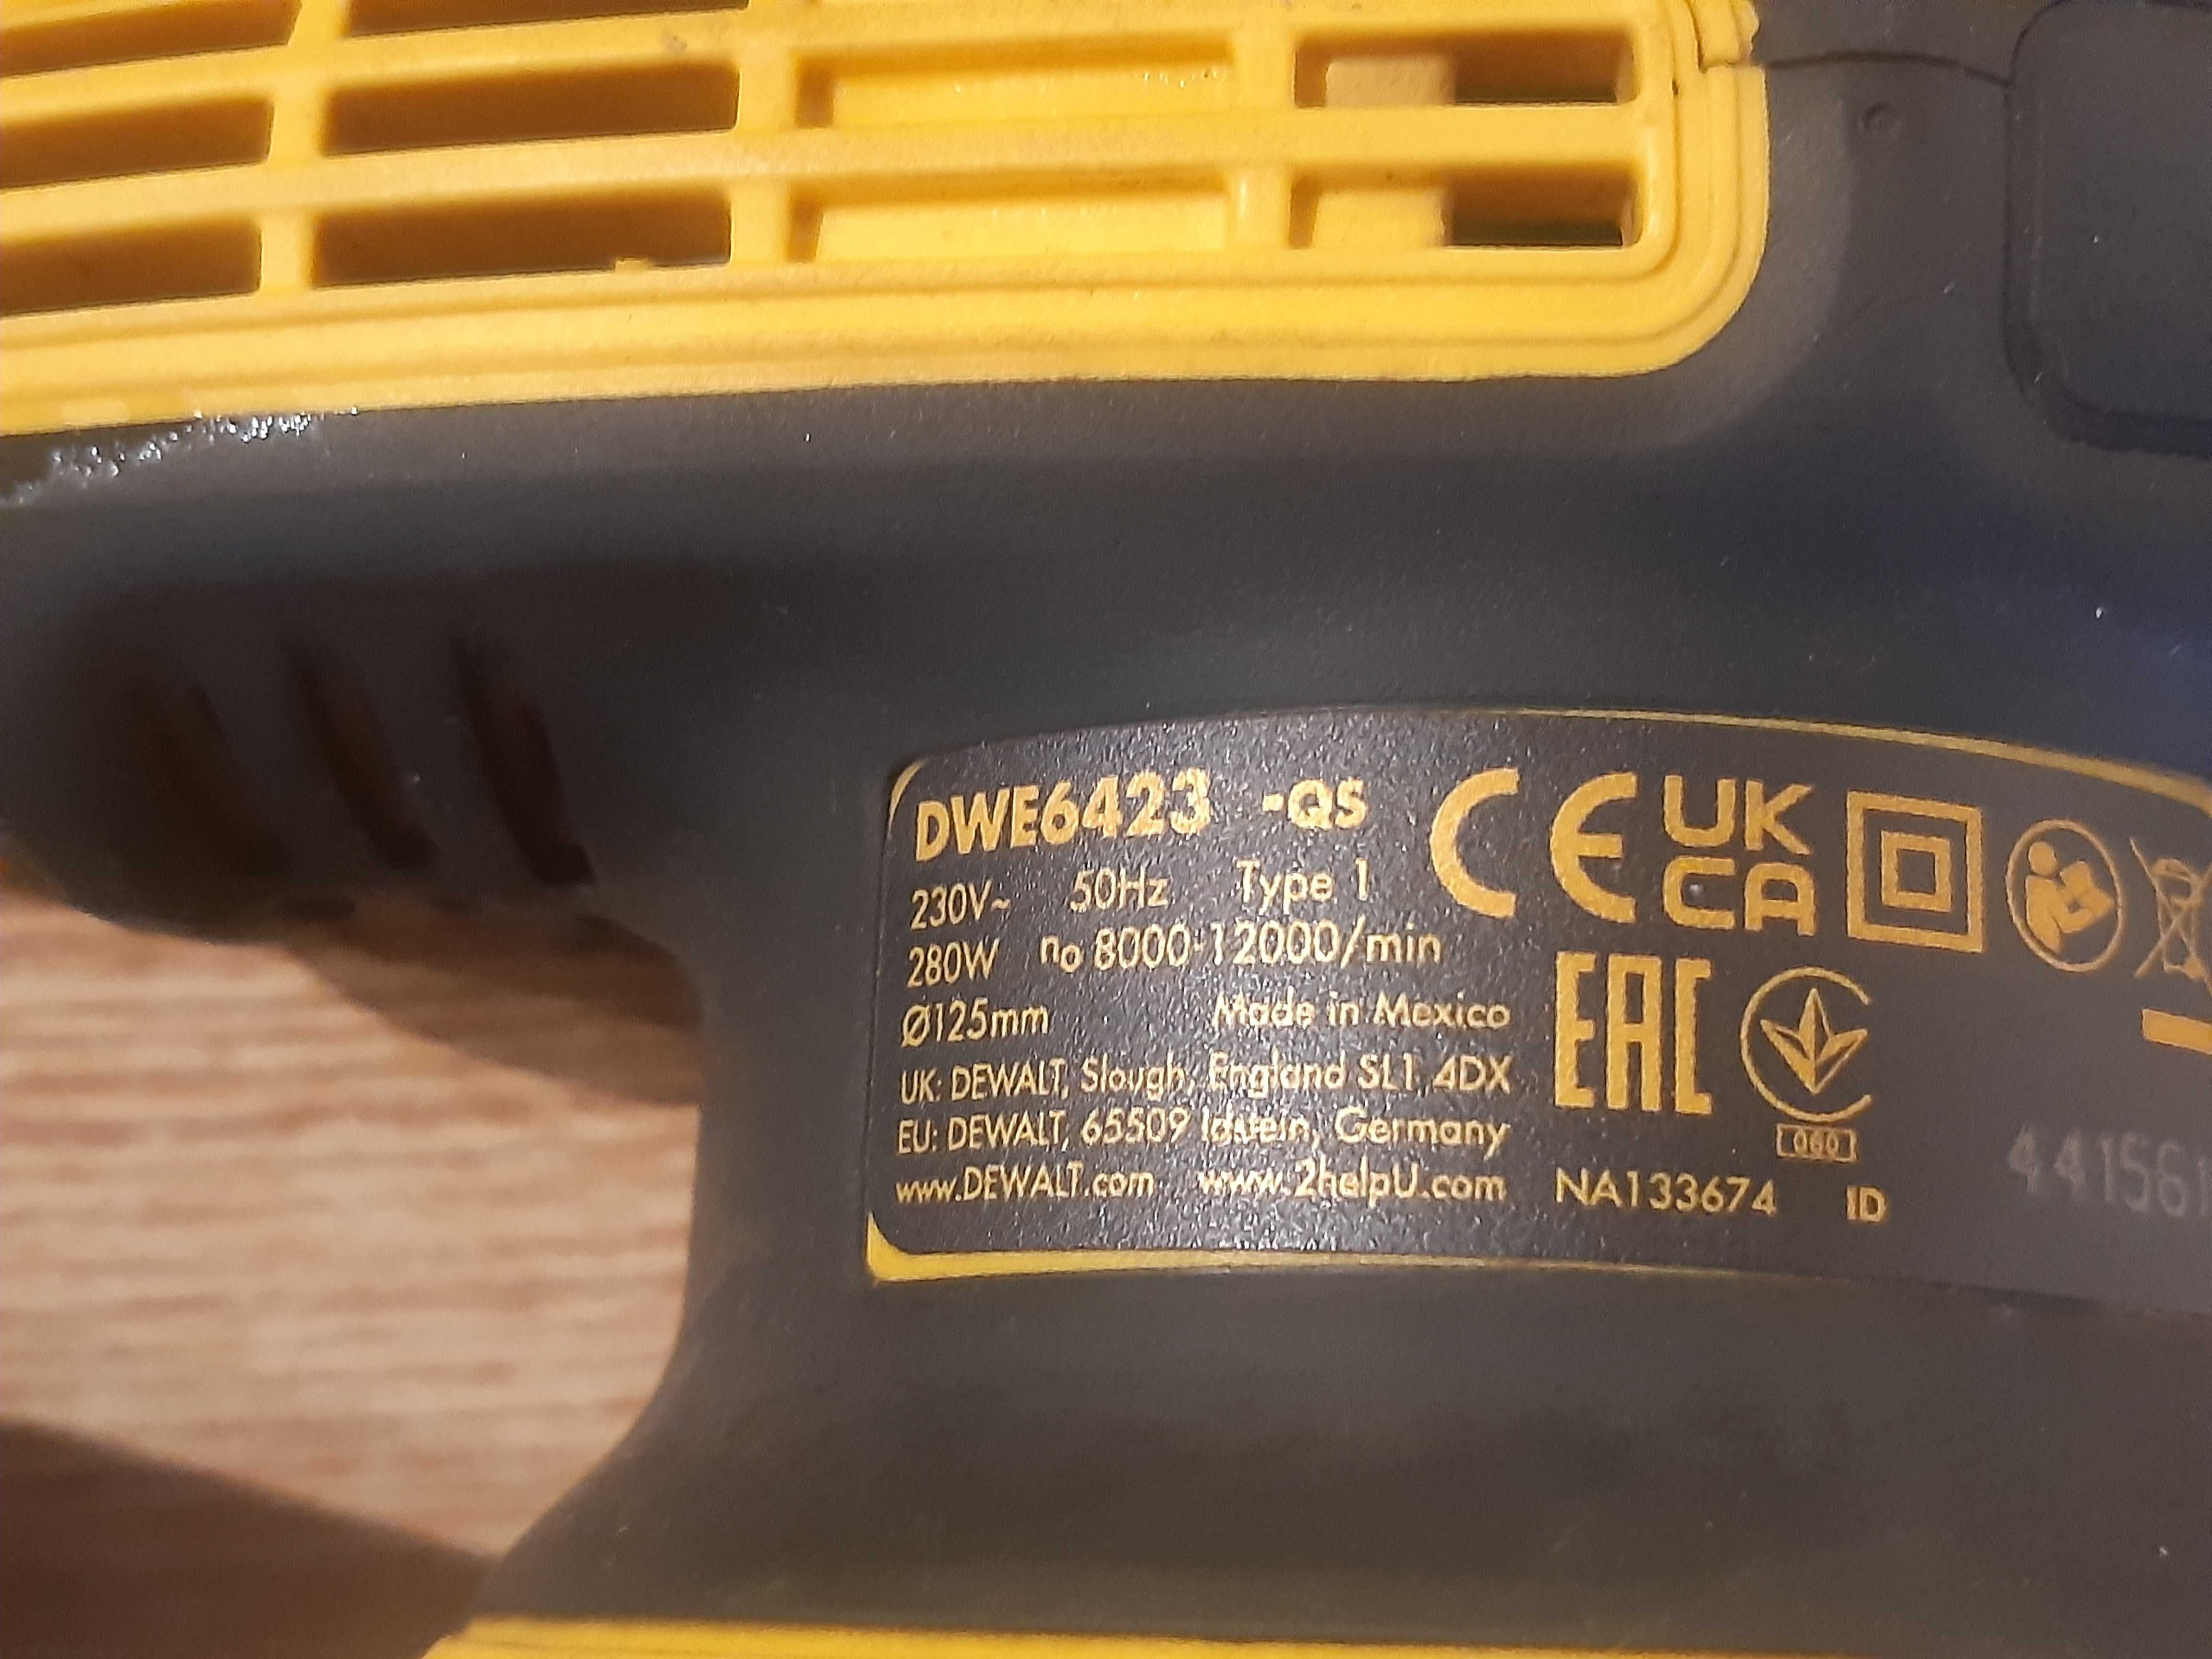 DWE6423 -QS
230V~ 50Hz Type 1
280W no 8000-12000/min
Ø125mm Made in Mexico
UK: DEWALT, Slough, England SL1 4DX
EU: DEWALT, 65509 Idstein, Germany
www.DEWALT.com www.2helpU.com
CE UK
CA
EAC
060
NA133674 ID
44156